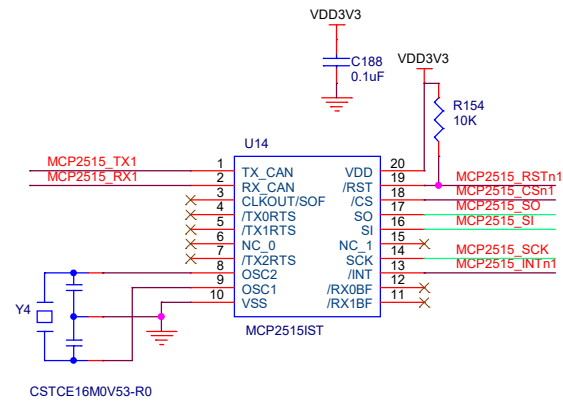 VDD3V3
C188
0.1uF
VDD3V3
R154
10K
U14
MCP2515_TX1 1 TX_CAN VDD 20
MCP2515_RX1 2 RX_CAN /RST 19 MCP2515_RSTn1
3 CLKOUT/SOF /CS 18 MCP2515_CSn1
4 /TX0RTS SO 17 MCP2515_SO
5 /TX1RTS SI 16 MCP2515_SI
6 NC_0 NC_1 15
7 /TX2RTS SCK 14 MCP2515_SCK
8 OSC2 /INT 13 MCP2515_INTn1
9 OSC1 /RX0BF 12
10 VSS /RX1BF 11
Y4
MCP2515IST
CSTCE16M0V53-R0